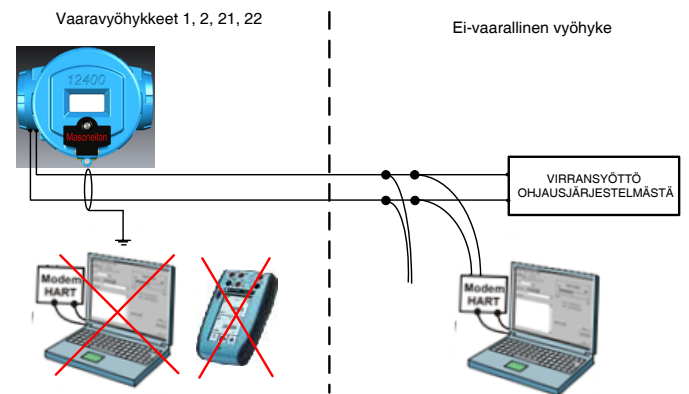 Vaaravyöhykkeet 1, 2, 21, 22
Ei-vaarallinen vyöhyke
12400
Masoneilan
VIRRANSYÖTTÖ
OHJAUSJÄRJESTELMÄSTÄ
Modem
HART
Modem
HART